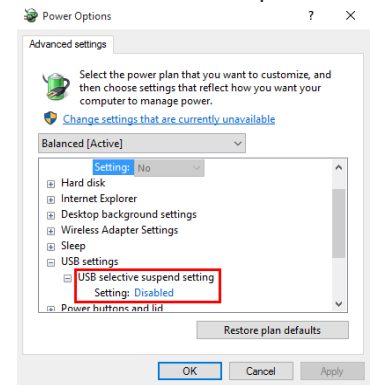 Power Options
?
Advanced settings
Select the power plan that you want to customize, and
then choose settings that reflect how you want your
computer to manage power.
Change settings that are currently unavailable
Balanced [Active]
Setting: No
Hard disk
Internet Explorer
Desktop background settings
Wireless Adapter Settings
Sleep
USB settings
USB selective suspend setting
Setting: Disabled
Power buttons and lid
Restore plan defaults
OK Cancel Apply